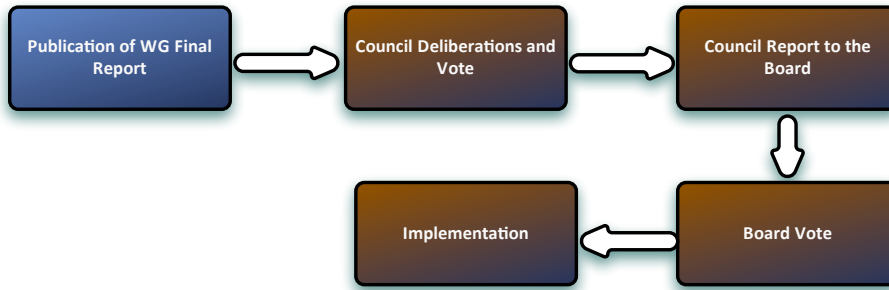 Publication of WG Final
Report
Council Deliberations and
Vote
Council Report to the
Board
Board Vote
Implementation